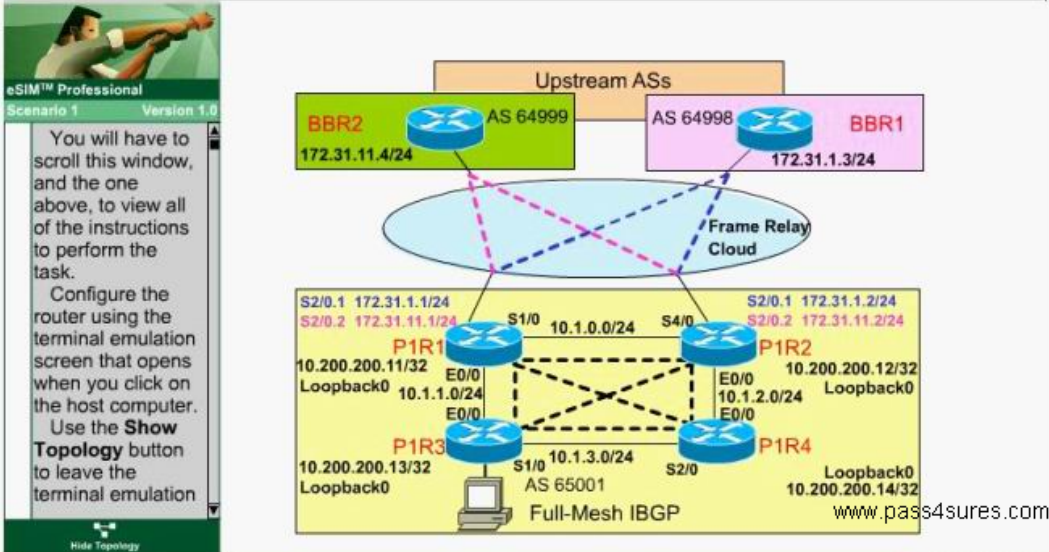 eSIM™ Professional
Scenario 1 Version 1.0
You will have to
scroll this window,
and the one
above, to view all
of the instructions
to perform the
task.
Configure the
router using the
terminal emulation
screen that opens
when you click on
the host computer.
Use the Show
Topology button
to leave the
terminal emulation
Hide Topology
Upstream ASs
BBR2
AS 64999
172.31.11.4/24
AS 64998
BBR1
172.31.1.3/24
Frame Relay
Cloud
S2/0.1 172.31.1.1/24
S2/0.2 172.31.11.1/24
S2/0.1 172.31.1.2/24
S2/0.2 172.31.11.2/24
S1/0
10.1.0.0/24
S4/0
P1R1
P1R2
10.200.200.11/32
Loopback0
10.200.200.12/32
Loopback0
E0/0
10.1.1.0/24
E0/0
E0/0
10.1.2.0/24
E0/0
P1R3
P1R4
10.200.200.13/32
Loopback0
S1/0
10.1.3.0/24
S2/0
Loopback0
10.200.200.14/32
AS 65001
Full-Mesh IBGP
www.pass4sures.com